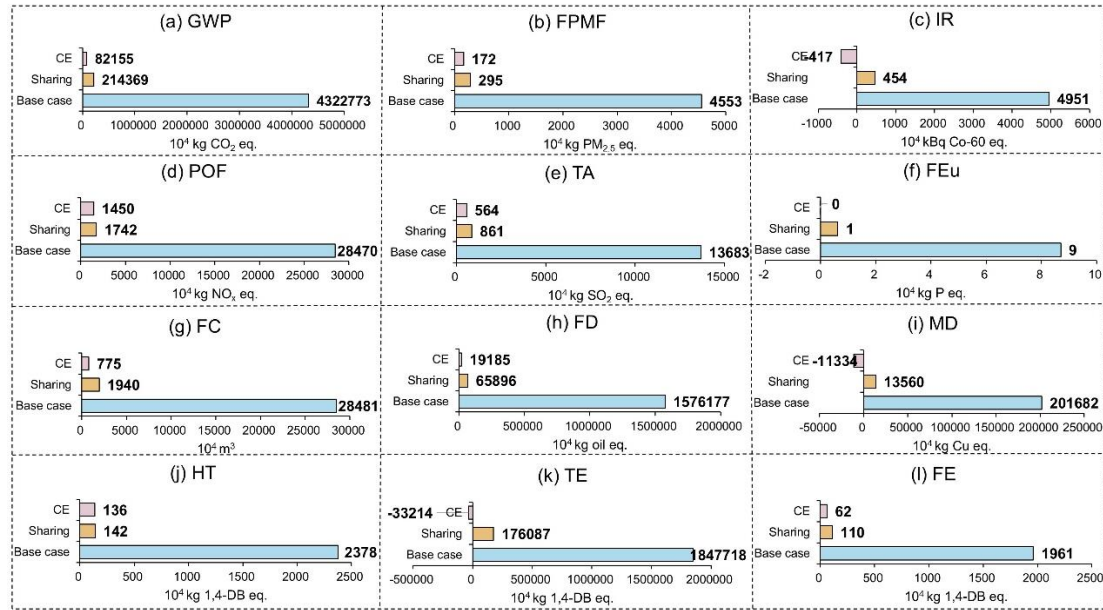 (a) GWP
CE
82155
Sharing
214369
Base case
4322773
0 1000000 2000000 3000000 4000000 5000000
10⁴ kg CO₂ eq.
(b) FPMF
CE
172
Sharing
295
Base case
4553
0 1000 2000 3000 4000 5000
10⁴ kg PM₂.₅ eq.
(c) IR
CE
-417
Sharing
454
Base case
4951
-1000 0 1000 2000 3000 4000 5000 6000
10⁴ kBq Co-60 eq.
(d) POF
CE
1450
Sharing
1742
Base case
28470
0 5000 10000 15000 20000 25000 30000
10⁴ kg NOₓ eq.
(e) TA
CE
564
Sharing
861
Base case
13683
0 5000 10000 15000
10⁴ kg SO₂ eq.
(f) FEu
CE
0
Sharing
1
Base case
9
-2 0 2 4 6 8 10
10⁴ kg P eq.
(g) FC
CE
775
Sharing
1940
Base case
28481
0 5000 10000 15000 20000 25000 30000
10⁴ m³
(h) FD
CE
19185
Sharing
65896
Base case
1576177
0 500000 1000000 1500000 2000000
10⁴ kg oil eq.
(i) MD
CE
-11334
Sharing
13560
Base case
201682
-50000 0 50000 100000 150000 200000 250000
10⁴ kg Cu eq.
(j) HT
CE
136
Sharing
142
Base case
2378
0 500 1000 1500 2000 2500
10⁴ kg 1,4-DB eq.
(k) TE
-33214
CE
Sharing
176087
Base case
1847718
-500000 0 500000 1000000 1500000 2000000
10⁴ kg 1,4-DB eq.
(l) FE
CE
62
Sharing
110
Base case
1961
0 500 1000 1500 2000 2500
10⁴ kg 1,4-DB eq.